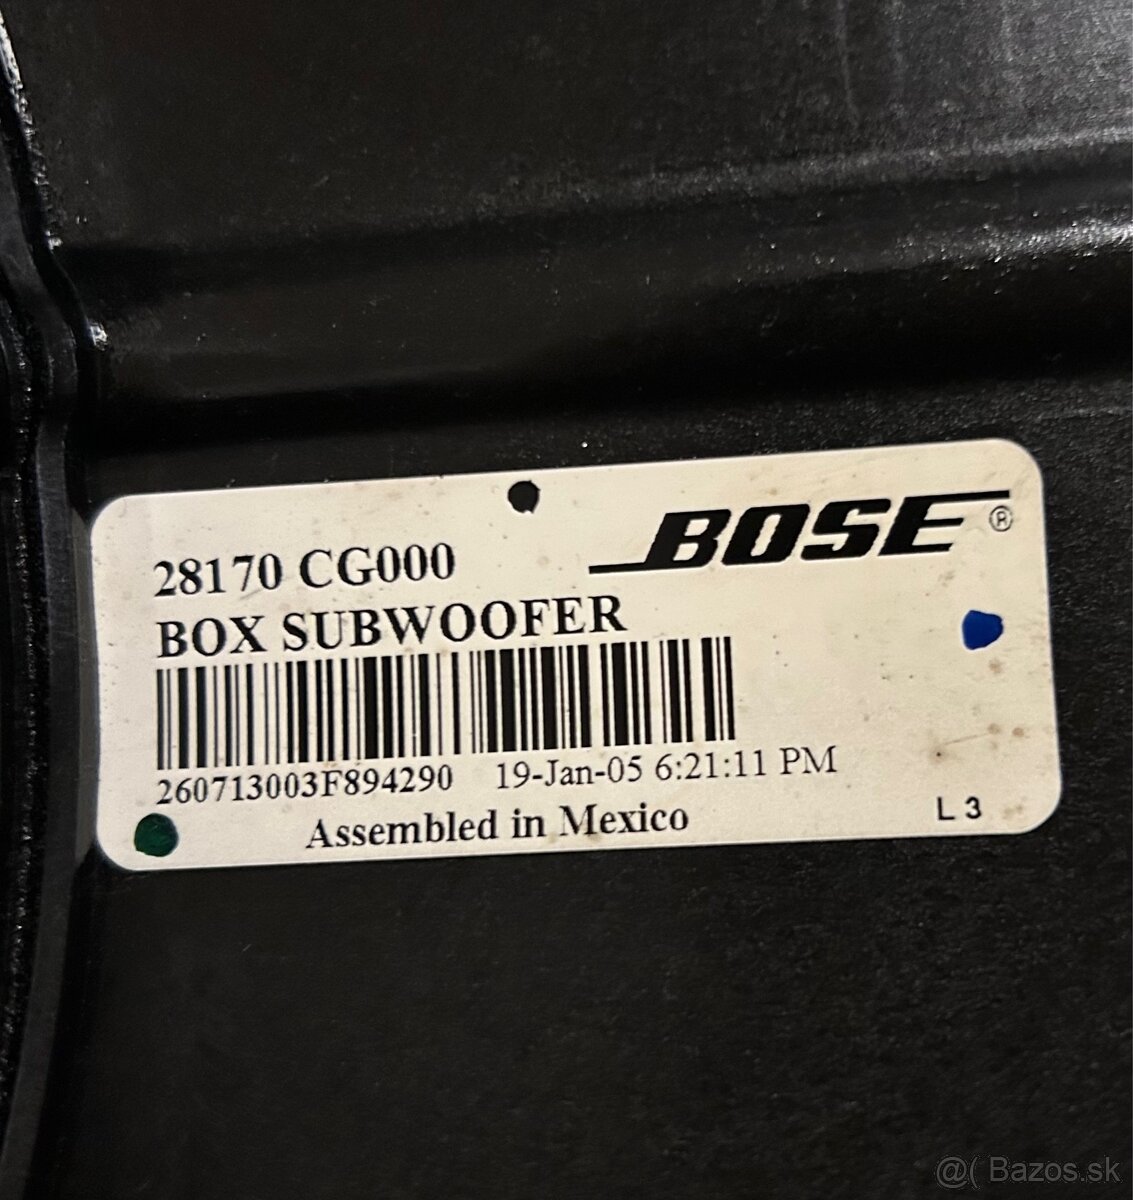 BOSE®
28170 CG000
BOX SUBWOOFER
260713003F894290 19-Jan-05 6:21:11 PM
Assembled in Mexico
L 3
@( Bazos.sk